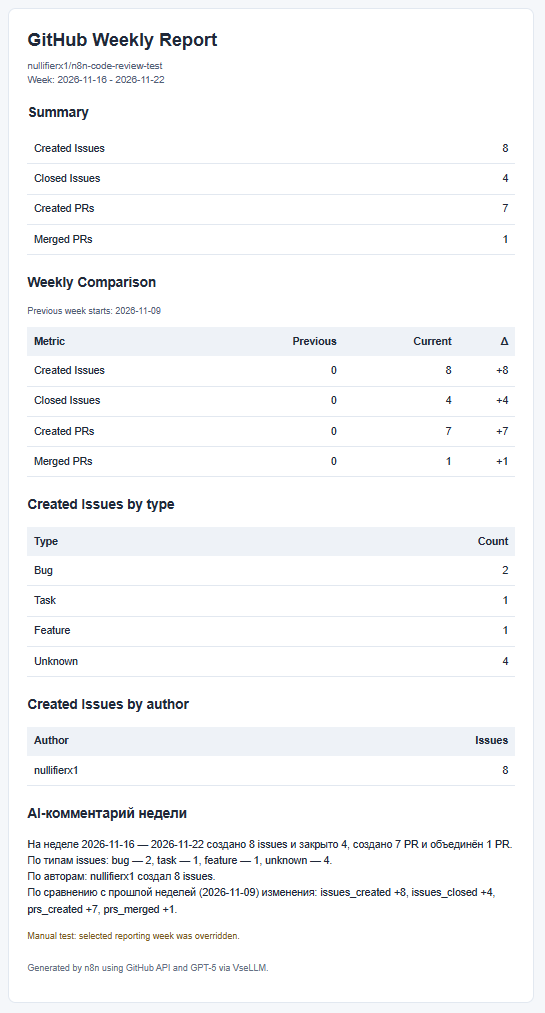 GitHub Weekly Report
nullifierx1/n8n-code-review-test
Week: 2026-11-16 - 2026-11-22
Summary
Created Issues 8
Closed Issues 4
Created PRs 7
Merged PRs 1
Weekly Comparison
Previous week starts: 2026-11-09
Metric Previous Current Δ
Created Issues 0 8 +8
Closed Issues 0 4 +4
Created PRs 0 7 +7
Merged PRs 0 1 +1
Created Issues by type
Type Count
Bug 2
Task 1
Feature 1
Unknown 4
Created Issues by author
Author Issues
nullifierx1 8
AI-комментарий недели
На неделе 2026-11-16 — 2026-11-22 создано 8 issues и закрыто 4, создано 7 PR и объединён 1 PR.
По типам issues: bug — 2, task — 1, feature — 1, unknown — 4.
По авторам: nullifierx1 создал 8 issues.
По сравнению с прошлой неделей (2026-11-09) изменения: issues_created +8, issues_closed +4,
prs_created +7, prs_merged +1.
Manual test: selected reporting week was overridden.
Generated by n8n using GitHub API and GPT-5 via VseLLM.